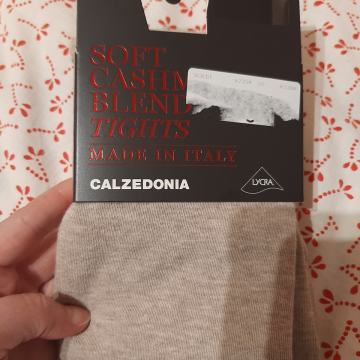 SOFT
CASHM
BLEND
TIGHTS
MADE IN ITALY
CALZEDONIA
LYCRA